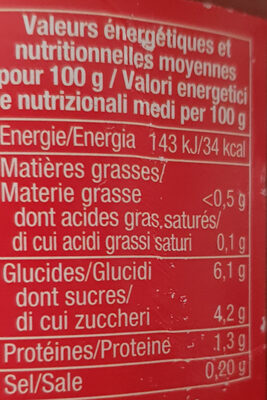 Valeurs énergétiques et
nutritionnelles moyennes
pour 100 g / Valori energetici
e nutrizionali medi per 100 g
Energie/Energia 143 kJ/34 kcal
Matières grasses/
Materie grasse <0,5 g
dont acides gras saturés/
di cui acidi grassi saturi 0,1 g
Glucides/Glucidi 6,1 g
dont sucres/
di cui zuccheri 4,2 g
Protéines/Proteine 1,3 g
Sel/Sale 0,20 g